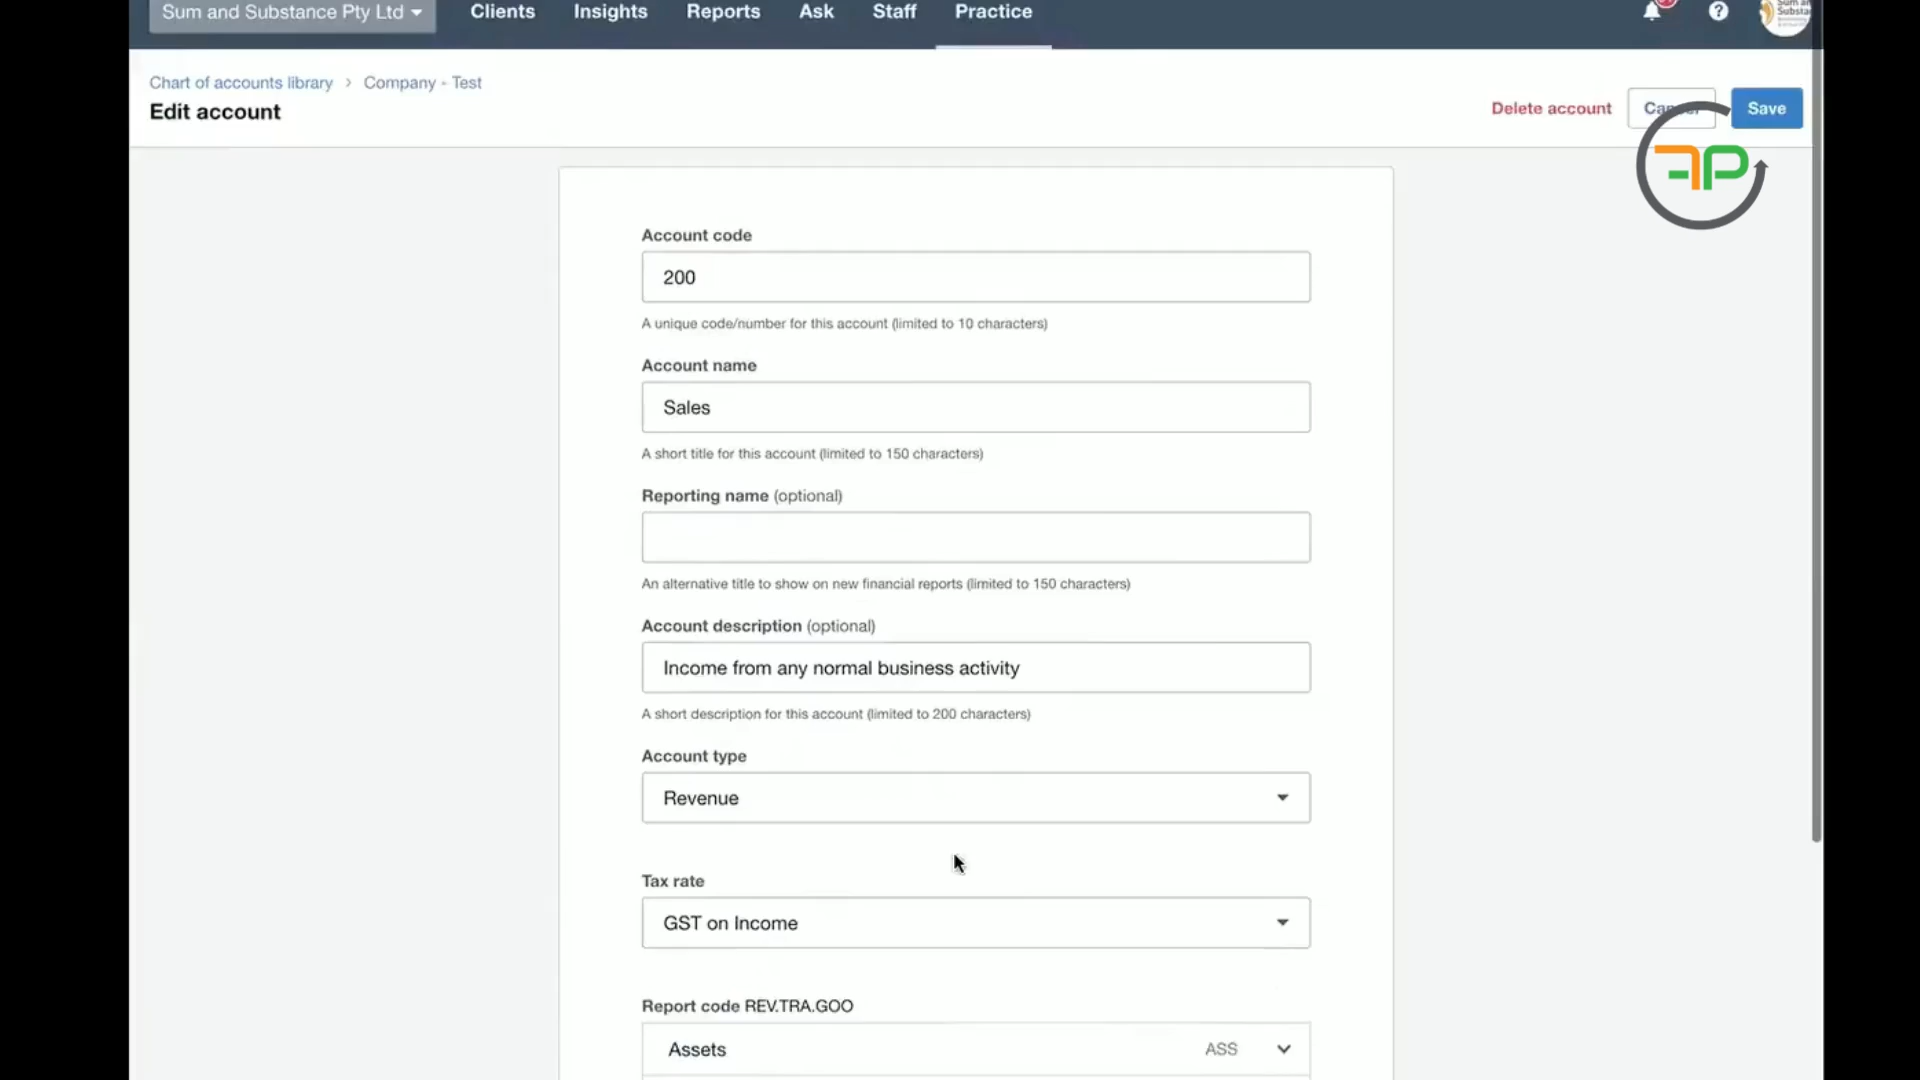 Sum and Substance Pty Ltd
Clients
Insights
Reports
Ask
Staff
Practice
Chart of accounts library › Company - Test
Edit account
Delete account
Save
FP
Account code
200
A unique code/number for this account (limited to 10 characters)
Account name
Sales
A short title for this account (limited to 150 characters)
Reporting name (optional)
An alternative title to show on new financial reports (limited to 150 characters)
Account description (optional)
Income from any normal business activity
A short description for this account (limited to 200 characters)
Account type
Revenue
Tax rate
GST on Income
Report code REV.TRA.GOO
Assets
ASS